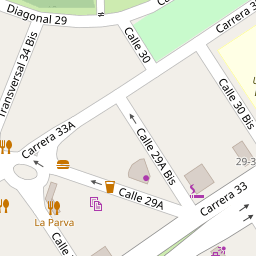 Diagonal 29
Carrera 33
Calle 30
Transversal 34 Bis
Calle 30 Bis
Carrera 33A
Calle 29A Bis
29-3
Calle 29A
Carrera 33
La Parva
Calle